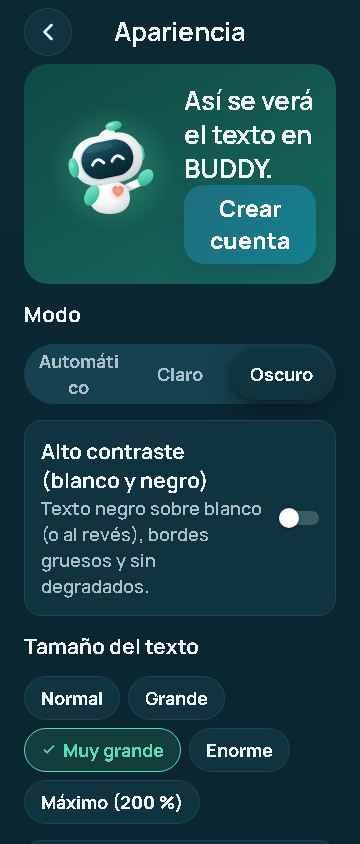 Apariencia
Así se verá
el texto en
BUDDY.
Crear
cuenta
Modo
Automáti
co
Claro
Oscuro
Alto contraste
(blanco y negro)
Texto negro sobre blanco
(o al revés), bordes
gruesos y sin
degradados.
Tamaño del texto
Normal
Grande
✓ Muy grande
Enorme
Máximo (200 %)